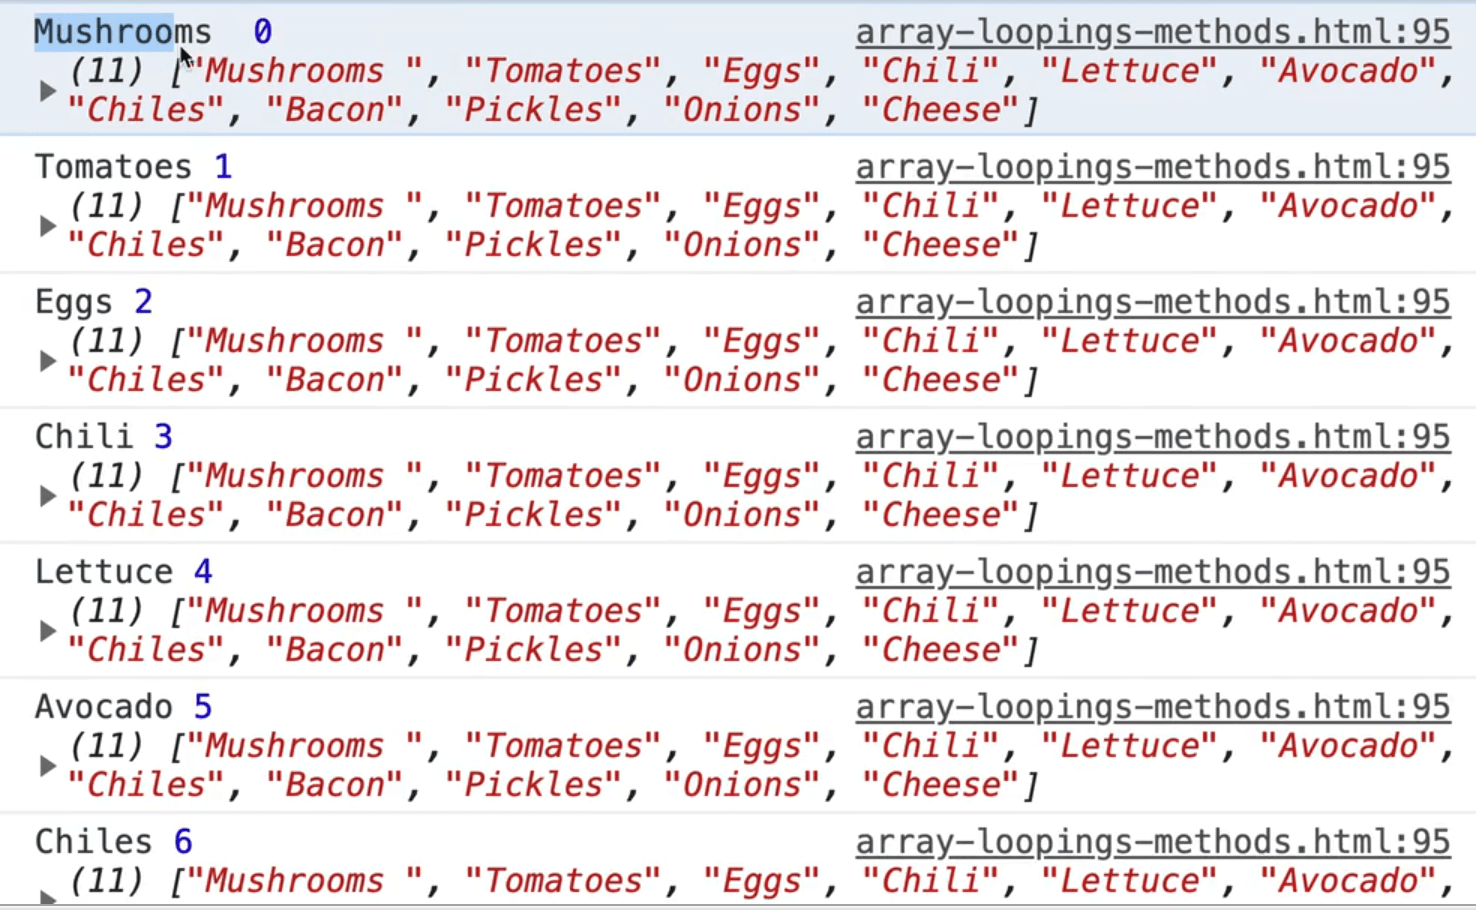 Mushrooms  0 array-loopings-methods.html:95
(11) ["Mushrooms ", "Tomatoes", "Eggs", "Chili", "Lettuce", "Avocado",
"Chiles", "Bacon", "Pickles", "Onions", "Cheese"]
Tomatoes 1 array-loopings-methods.html:95
(11) ["Mushrooms ", "Tomatoes", "Eggs", "Chili", "Lettuce", "Avocado",
"Chiles", "Bacon", "Pickles", "Onions", "Cheese"]
Eggs 2 array-loopings-methods.html:95
(11) ["Mushrooms ", "Tomatoes", "Eggs", "Chili", "Lettuce", "Avocado",
"Chiles", "Bacon", "Pickles", "Onions", "Cheese"]
Chili 3 array-loopings-methods.html:95
(11) ["Mushrooms ", "Tomatoes", "Eggs", "Chili", "Lettuce", "Avocado",
"Chiles", "Bacon", "Pickles", "Onions", "Cheese"]
Lettuce 4 array-loopings-methods.html:95
(11) ["Mushrooms ", "Tomatoes", "Eggs", "Chili", "Lettuce", "Avocado",
"Chiles", "Bacon", "Pickles", "Onions", "Cheese"]
Avocado 5 array-loopings-methods.html:95
(11) ["Mushrooms ", "Tomatoes", "Eggs", "Chili", "Lettuce", "Avocado",
"Chiles", "Bacon", "Pickles", "Onions", "Cheese"]
Chiles 6 array-loopings-methods.html:95
(11) ["Mushrooms ", "Tomatoes", "Eggs", "Chili", "Lettuce", "Avocado",